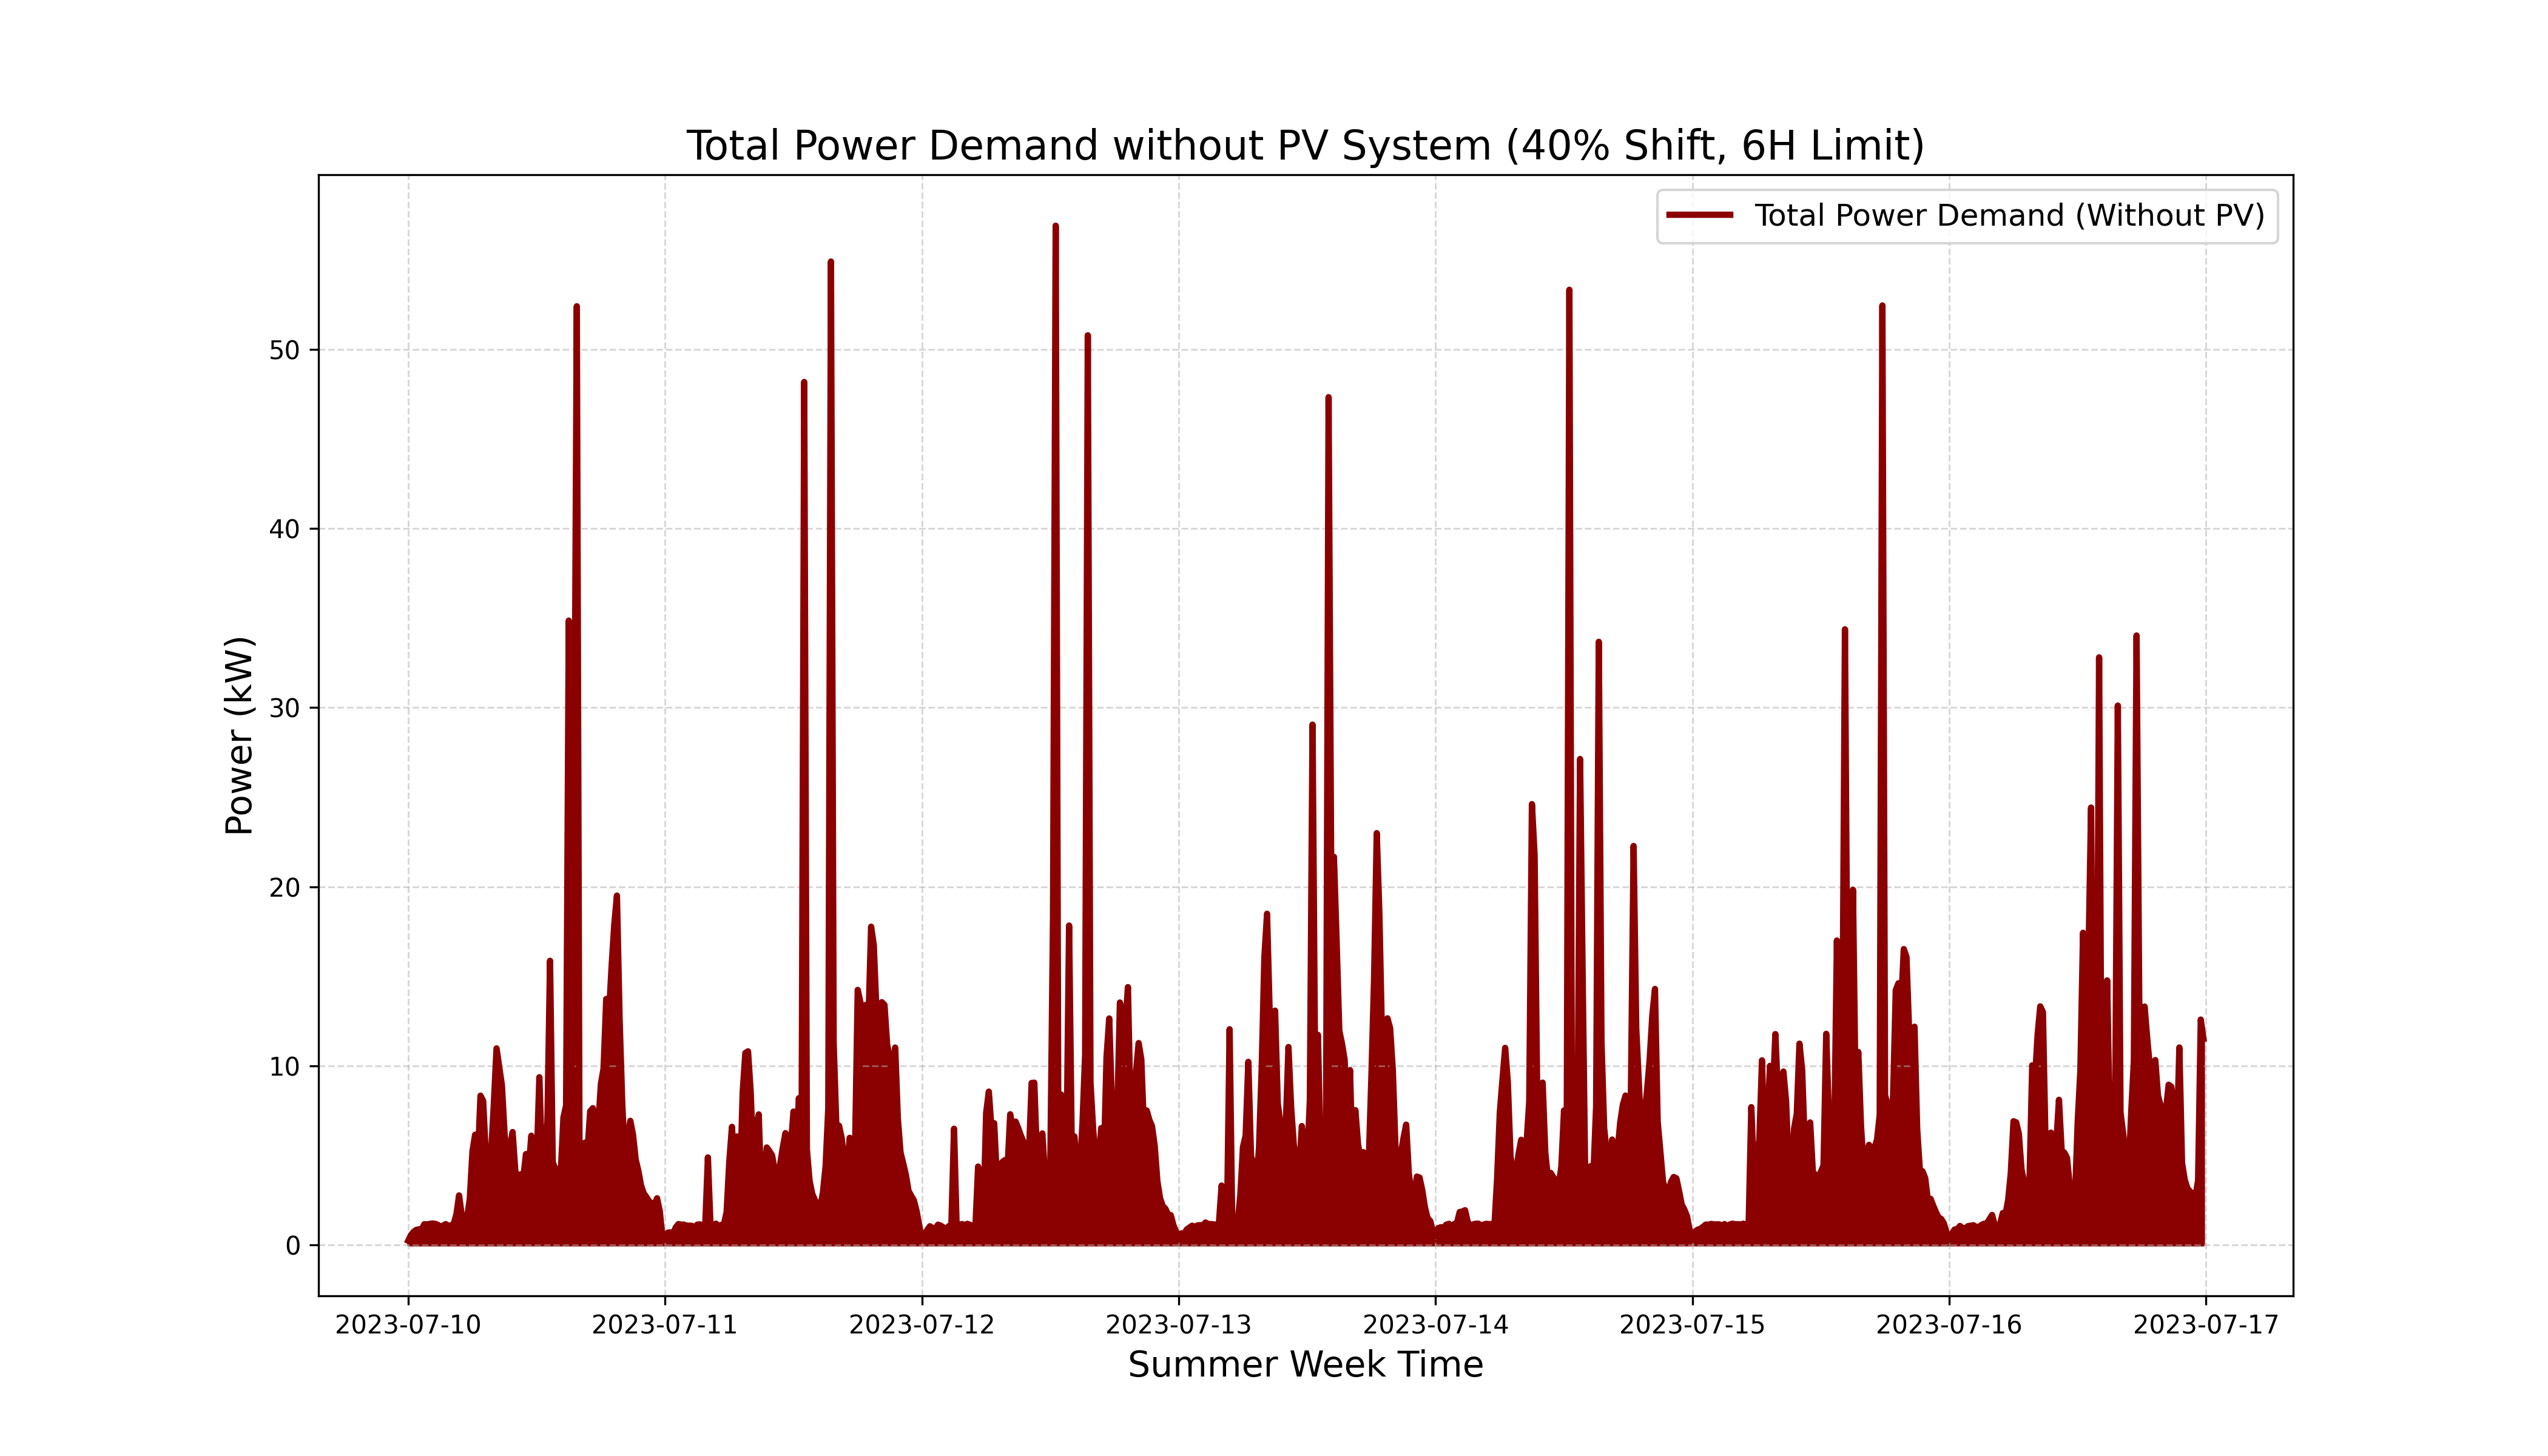 Total Power Demand without PV System (40% Shift, 6H Limit)
Total Power Demand (Without PV)
Power (kW)
50
40
30
20
10
0
2023-07-10 2023-07-11 2023-07-12 2023-07-13 2023-07-14 2023-07-15 2023-07-16 2023-07-17
Summer Week Time